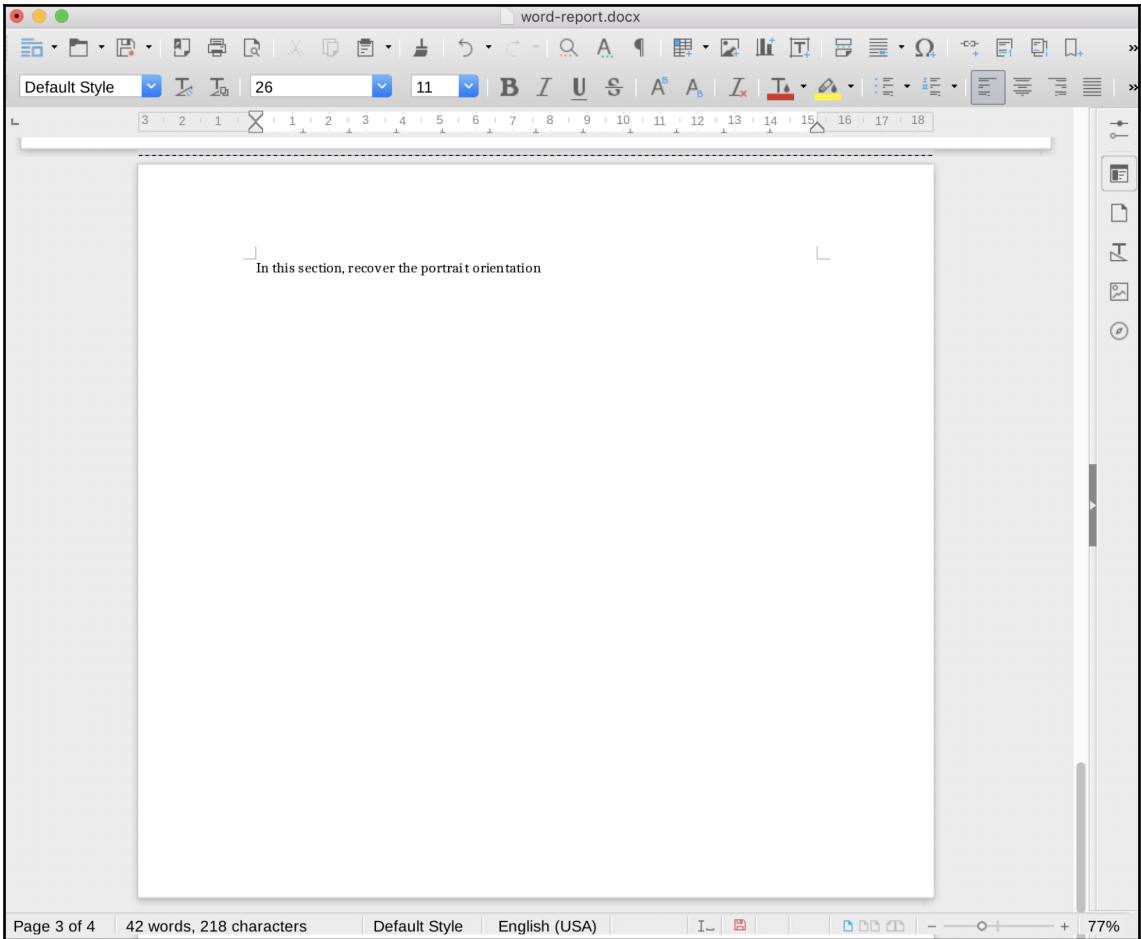 word-report.docx
Default Style 26 11
3 2 1 1 2 3 4 5 6 7 8 9 10 11 12 13 14 15 16 17 18
In this section, recover the portrait orientation
Page 3 of 4 42 words, 218 characters Default Style English (USA) 77%